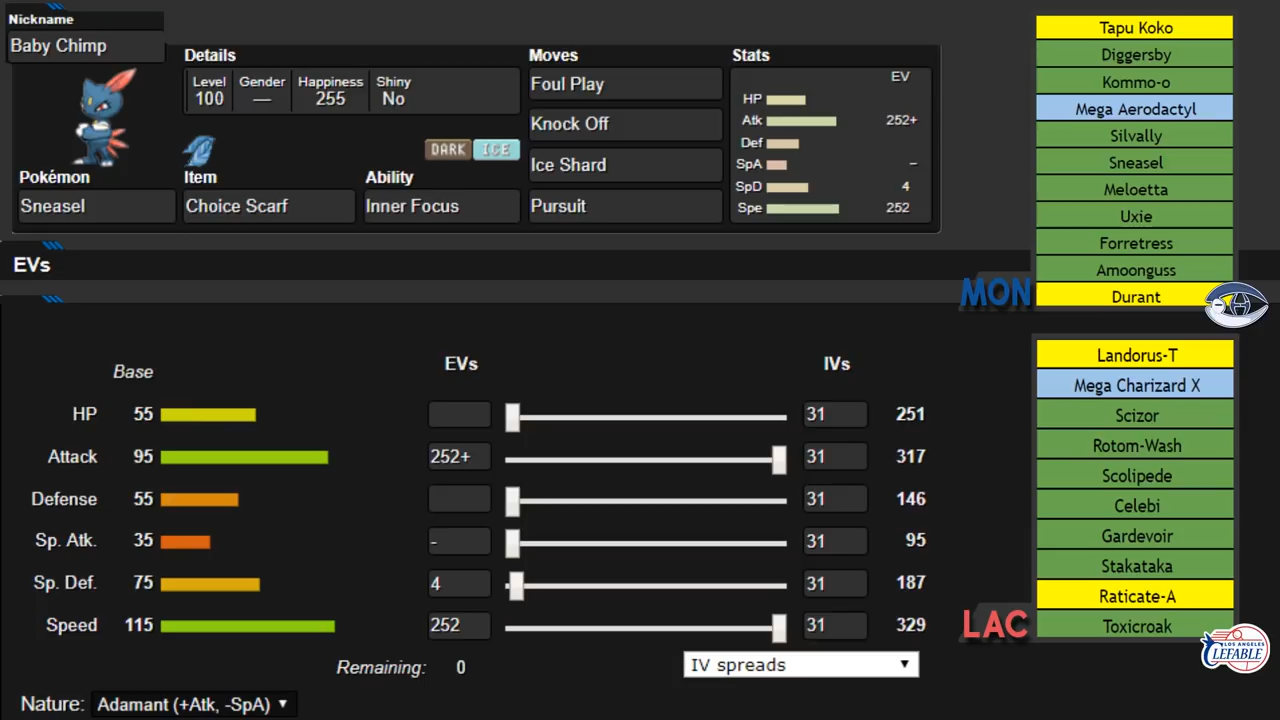 Nickname
Baby Chimp
Details
Level Gender Happiness Shiny
100 — 255 No
DARK ICE
Pokémon Item Ability
Sneasel Choice Scarf Inner Focus
Moves
Foul Play
Knock Off
Ice Shard
Pursuit
Stats
EV
HP
Atk 252+
Def
SpA –
SpD 4
Spe 252
EVs
Base EVs IVs
HP 55 31 251
Attack 95 252+ 31 317
Defense 55 31 146
Sp. Atk. 35 - 31 95
Sp. Def. 75 4 31 187
Speed 115 252 31 329
Remaining: 0
IV spreads
Nature: Adamant (+Atk, -SpA)
Tapu Koko
Diggersby
Kommo-o
Mega Aerodactyl
Silvally
Sneasel
Meloetta
Uxie
Forretress
Amoonguss
Durant
MON
Landorus-T
Mega Charizard X
Scizor
Rotom-Wash
Scolipede
Celebi
Gardevoir
Stakataka
Raticate-A
Toxicroak
LAC
LOS ANGELES
CLEFABLE